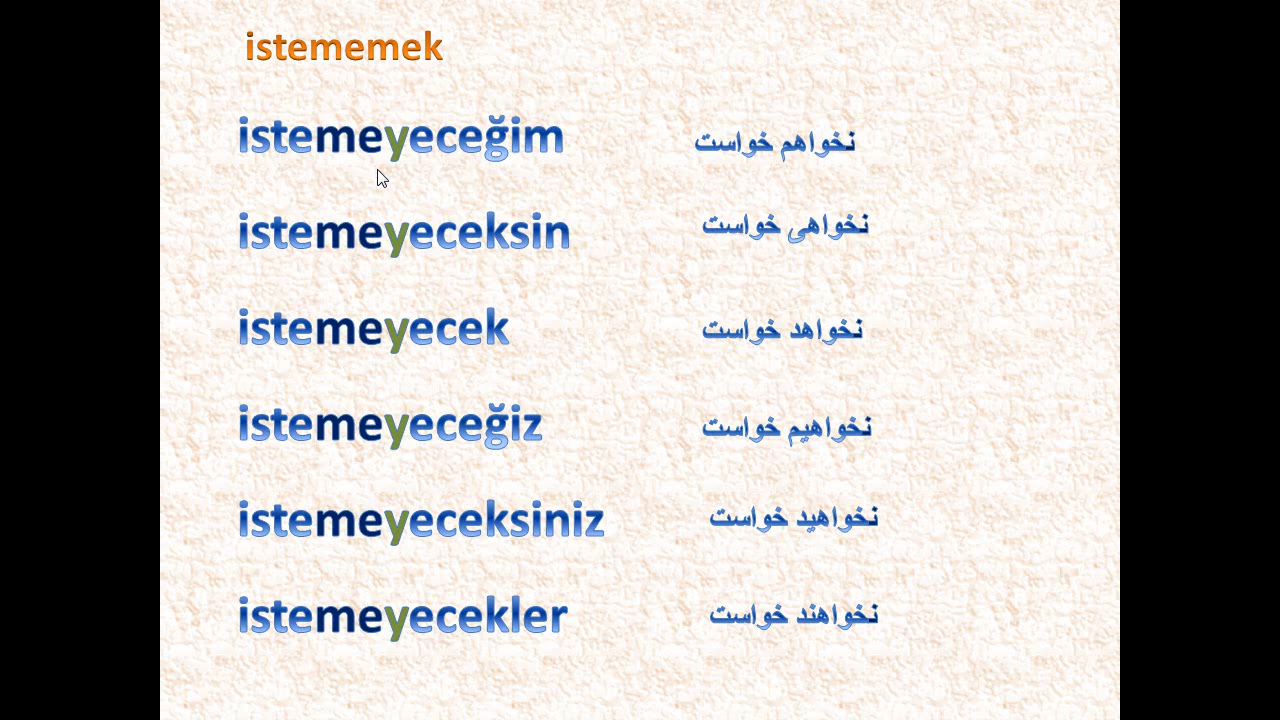 istememek
istemeyeceğim نخواهم خواست
istemeyeceksin نخواهی خواست
istemeyecek نخواهد خواست
istemeyeceğiz نخواهیم خواست
istemeyeceksiniz نخواهید خواست
istemeyecekler نخواهند خواست